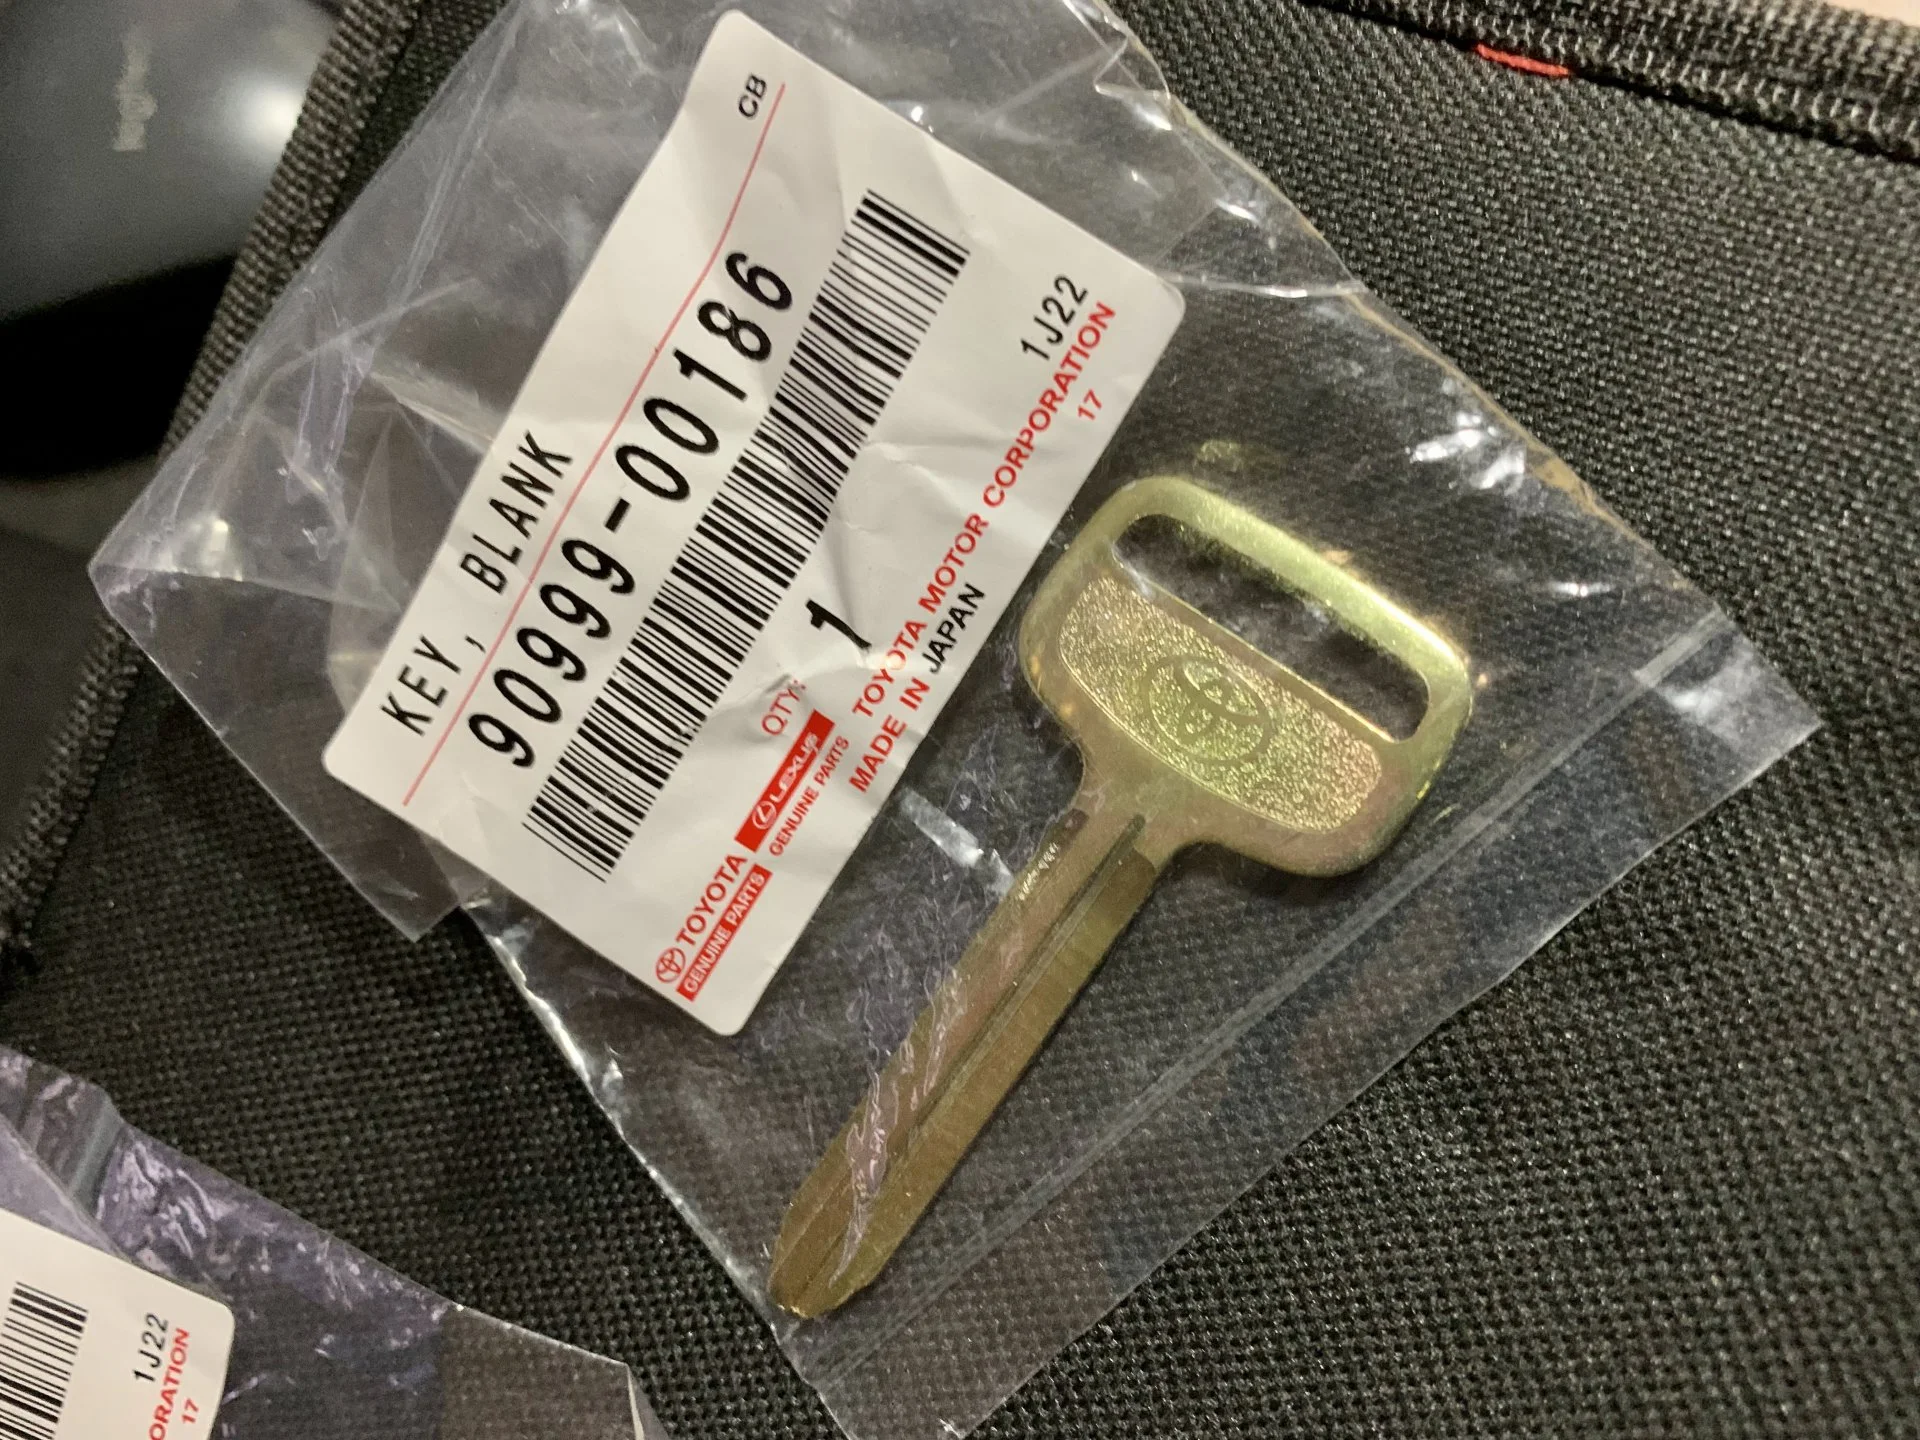 CB
KEY, BLANK
90999-00186
QTY: 1
1J22
TOYOTA MOTOR CORPORATION
MADE IN JAPAN
17
TOYOTA
GENUINE PARTS
LEXUS
GENUINE PARTS
1J22
ORATION
17